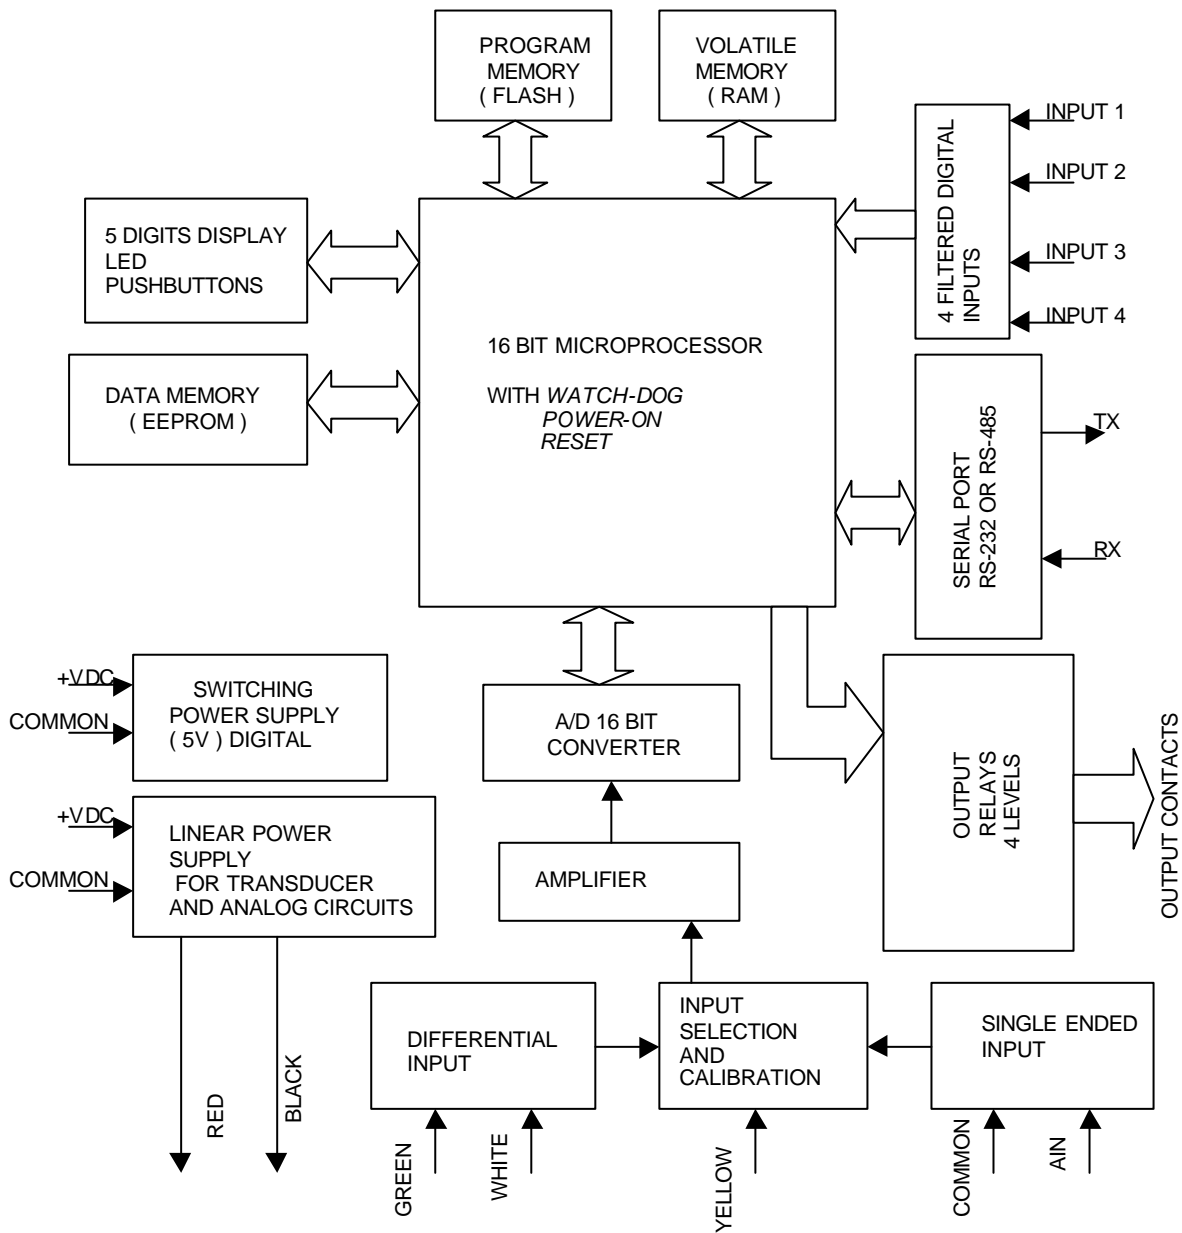 PROGRAM
MEMORY
( FLASH )
VOLATILE
MEMORY
( RAM )
4 FILTERED DIGITAL
INPUTS
INPUT 1
INPUT 2
INPUT 3
INPUT 4
5 DIGITS DISPLAY
LED
PUSHBUTTONS
DATA MEMORY
( EEPROM )
16 BIT MICROPROCESSOR
WITH WATCH-DOG
POWER-ON
RESET
SERIAL PORT
RS-232 OR RS-485
TX
RX
+VDC
COMMON
SWITCHING
POWER SUPPLY
( 5V ) DIGITAL
A/D 16 BIT
CONVERTER
OUTPUT
RELAYS
4 LEVELS
OUTPUT CONTACTS
+VDC
COMMON
LINEAR POWER
SUPPLY
FOR TRANSDUCER
AND ANALOG CIRCUITS
AMPLIFIER
RED
BLACK
DIFFERENTIAL
INPUT
INPUT
SELECTION
AND
CALIBRATION
SINGLE ENDED
INPUT
GREEN
WHITE
YELLOW
COMMON
AIN